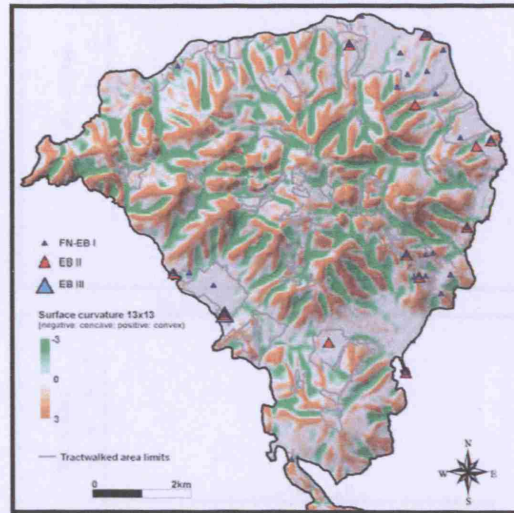 FN-EB I
EB II
EB III
Surface curvature 13x13
(negative: concave; positive: convex)
-3
0
3
Tractwalked area limits
0 2km
N
W E
S